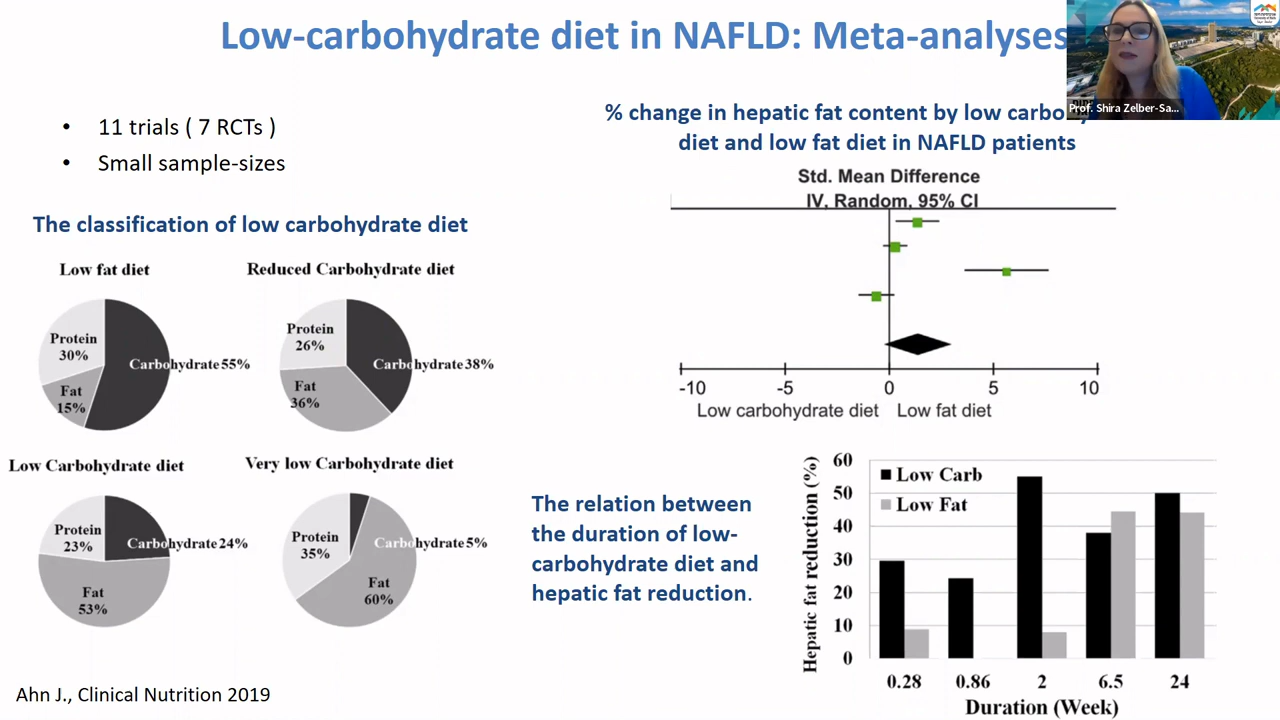 Low-carbohydrate diet in NAFLD: Meta-analyses
Prof. Shira Zelber-Sa...
• 11 trials ( 7 RCTs )
• Small sample-sizes
The classification of low carbohydrate diet
Low fat diet
Protein
30%
Carbohydrate 55%
Fat
15%
Reduced Carbohydrate diet
Protein
26%
Carbohydrate 38%
Fat
36%
Low Carbohydrate diet
Protein
23%
Carbohydrate 24%
Fat
53%
Very low Carbohydrate diet
Protein
35%
Carbohydrate 5%
Fat
60%
Ahn J., Clinical Nutrition 2019
% change in hepatic fat content by low carbo
diet and low fat diet in NAFLD patients
Std. Mean Difference
IV, Random, 95% CI
-10 -5 0 5 10
Low carbohydrate diet Low fat diet
The relation between
the duration of low-
carbohydrate diet and
hepatic fat reduction.
Hepatic fat reduction (%)
60
50
40
30
20
10
0
Low Carb
Low Fat
0.28 0.86 2 6.5 24
Duration (Week)